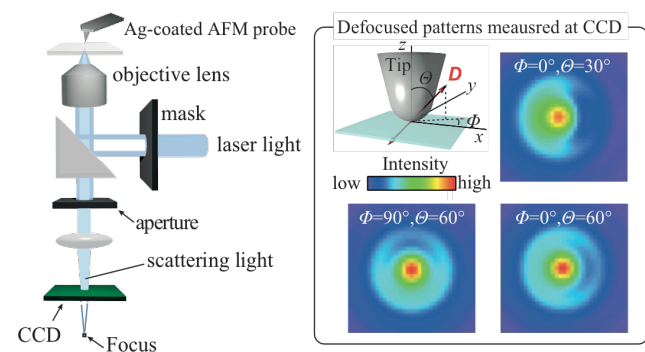 Ag-coated AFM probe
objective lens
mask
laser light
aperture
scattering light
CCD
Focus
Defocused patterns meausred at CCD
z
Tip
Θ
D
y
Φ
x
Intensity
low
high
Φ=0°,Θ=30°
Φ=90°,Θ=60°
Φ=0°,Θ=60°